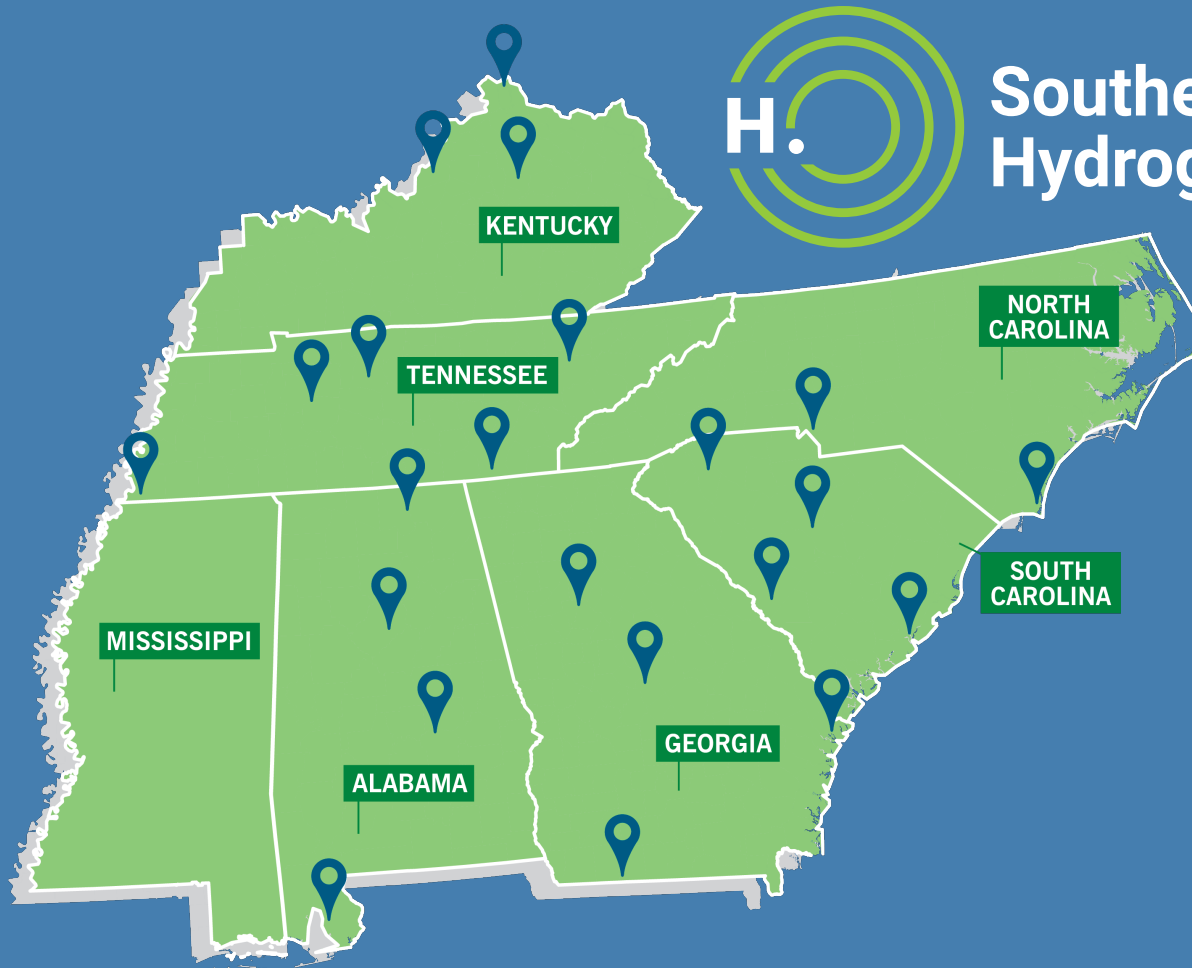 H.
Southe
Hydrog
KENTUCKY
NORTH
CAROLINA
TENNESSEE
SOUTH
CAROLINA
MISSISSIPPI
GEORGIA
ALABAMA